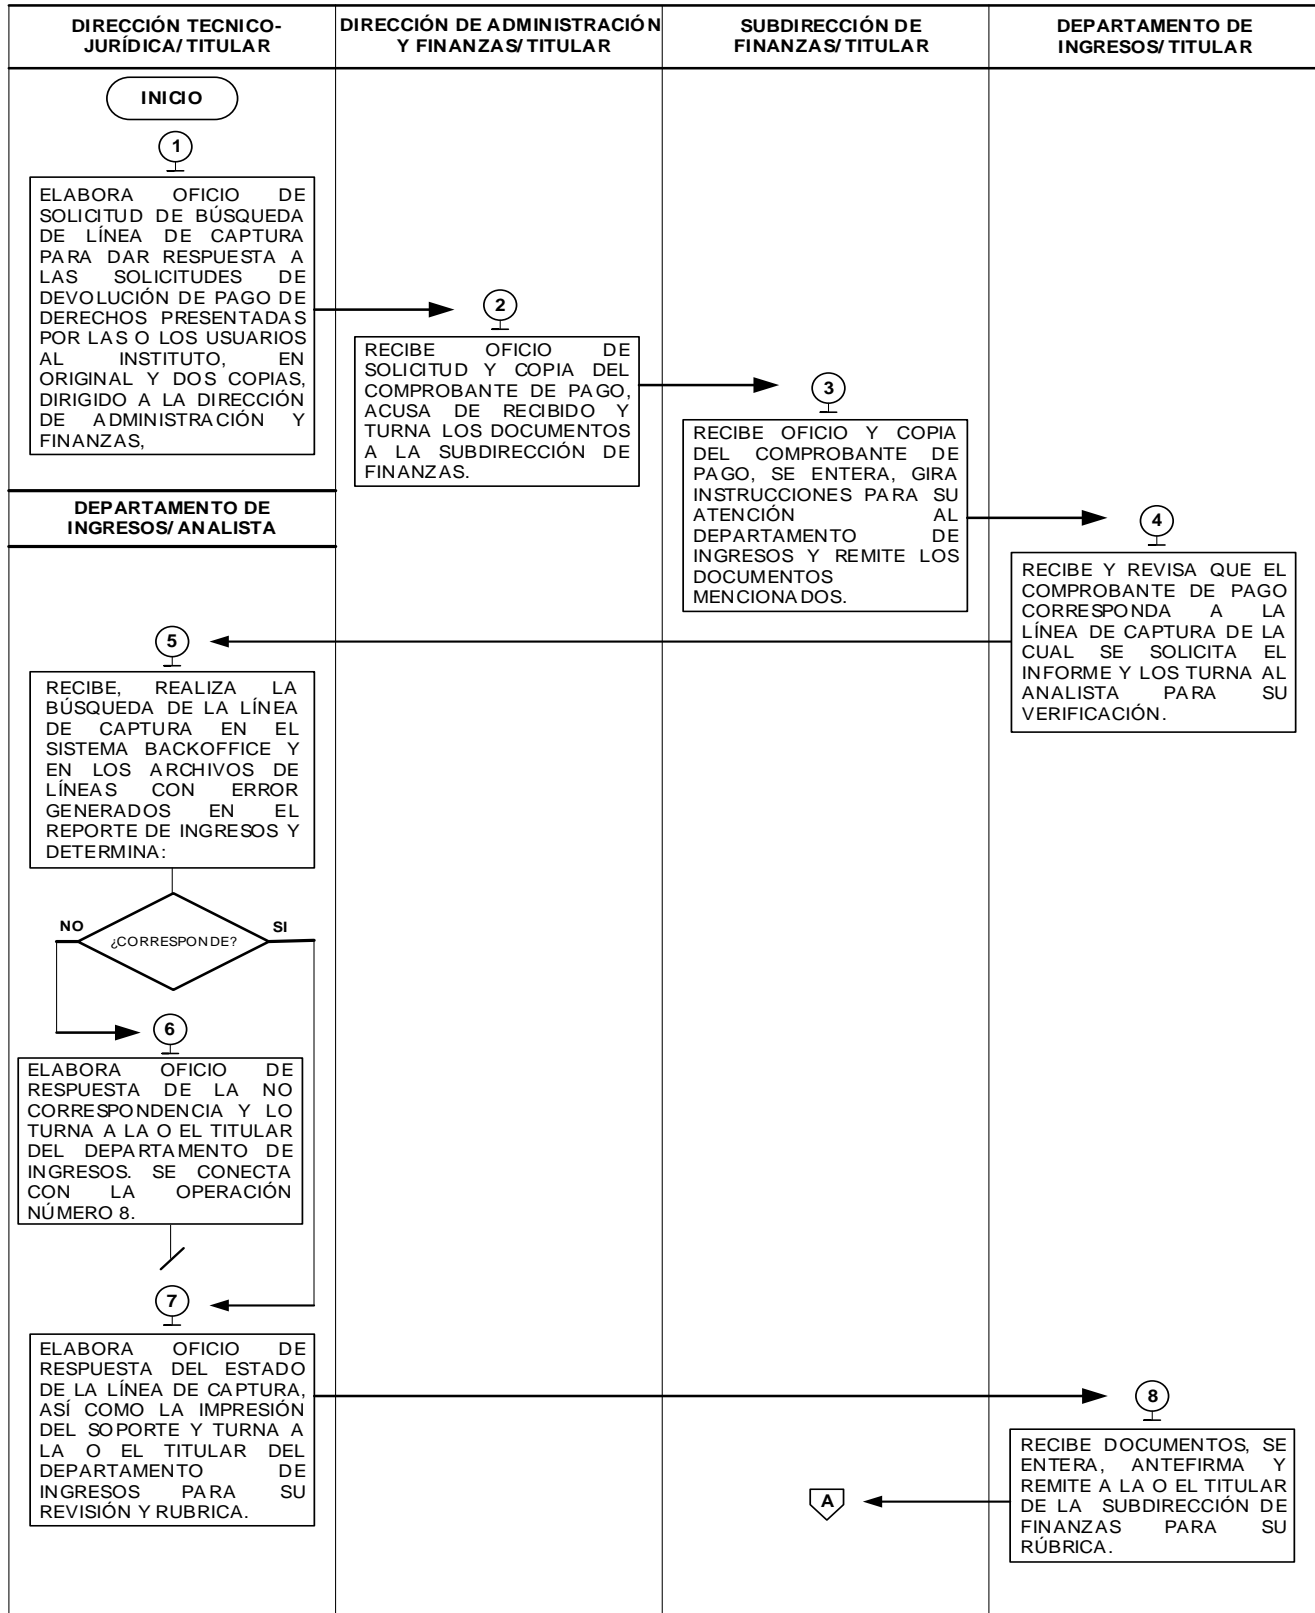 DIRECCIÓN TECNICO-
JURÍDICA/ TITULAR
DIRECCIÓN DE ADMINISTRACIÓN
Y FINANZAS/ TITULAR
SUBDIRECCIÓN DE
FINANZAS/ TITULAR
DEPARTAMENTO DE
INGRESOS/ TITULAR
INICIO
1
ELABORA OFICIO DE
SOLICITUD DE BÚSQUEDA
DE LÍNEA DE CAPTURA
PARA DAR RESPUESTA A
LAS SOLICITUDES DE
DEVOLUCIÓN DE PAGO DE
DERECHOS PRESENTADAS
POR LAS O LOS USUARIOS
AL INSTITUTO, EN
ORIGINAL Y DOS COPIAS,
DIRIGIDO A LA DIRECCIÓN
DE ADMINISTRACIÓN Y
FINANZAS,
2
RECIBE OFICIO DE
SOLICITUD Y COPIA DEL
COMPROBANTE DE PAGO,
ACUSA DE RECIBIDO Y
TURNA LOS DOCUMENTOS
A LA SUBDIRECCIÓN DE
FINANZAS.
3
RECIBE OFICIO Y COPIA
DEL COMPROBANTE DE
PAGO, SE ENTERA, GIRA
INSTRUCCIONES PARA SU
ATENCIÓN AL
DEPARTAMENTO DE
INGRESOS Y REMITE LOS
DOCUMENTOS
MENCIONADOS.
4
RECIBE Y REVISA QUE EL
COMPROBANTE DE PAGO
CORRESPONDA A LA
LÍNEA DE CAPTURA DE LA
CUAL SE SOLICITA EL
INFORME Y LOS TURNA AL
ANALISTA PARA SU
VERIFICACIÓN.
DEPARTAMENTO DE
INGRESOS/ ANALISTA
5
RECIBE, REALIZA LA
BÚSQUEDA DE LA LÍNEA
DE CAPTURA EN EL
SISTEMA BACKOFFICE Y
EN LOS ARCHIVOS DE
LÍNEAS CON ERROR
GENERADOS EN EL
REPORTE DE INGRESOS Y
DETERMINA:
NO
¿CORRESPONDE?
SI
6
ELABORA OFICIO DE
RESPUESTA DE LA NO
CORRESPONDENCIA Y LO
TURNA A LA O EL TITULAR
DEL DEPARTAMENTO DE
INGRESOS. SE CONECTA
CON LA OPERACIÓN
NÚMERO 8.
7
ELABORA OFICIO DE
RESPUESTA DEL ESTADO
DE LA LÍNEA DE CAPTURA,
ASÍ COMO LA IMPRESIÓN
DEL SOPORTE Y TURNA A
LA O EL TITULAR DEL
DEPARTAMENTO DE
INGRESOS PARA SU
REVISIÓN Y RUBRICA.
8
RECIBE DOCUMENTOS, SE
ENTERA, ANTEFIRMA Y
REMITE A LA O EL TITULAR
DE LA SUBDIRECCIÓN DE
FINANZAS PARA SU
RÚBRICA.
A